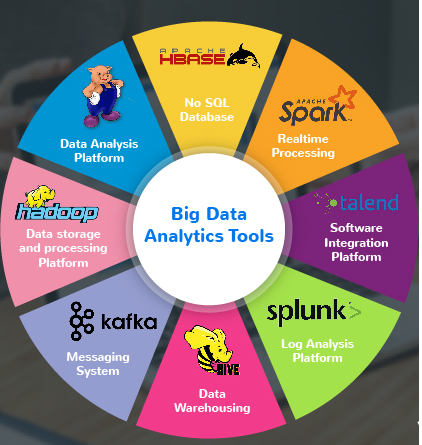 APACHE
HBASE
No SQL
Database
APACHE
Spark
Realtime
Processing
talend
Software
Integration
Platform
splunk>
Log Analysis
Platform
HIVE
Data
Warehousing
kafka
Messaging
System
hadoop
Data storage
and processing
Platform
Data Analysis
Platform
Big Data
Analytics Tools